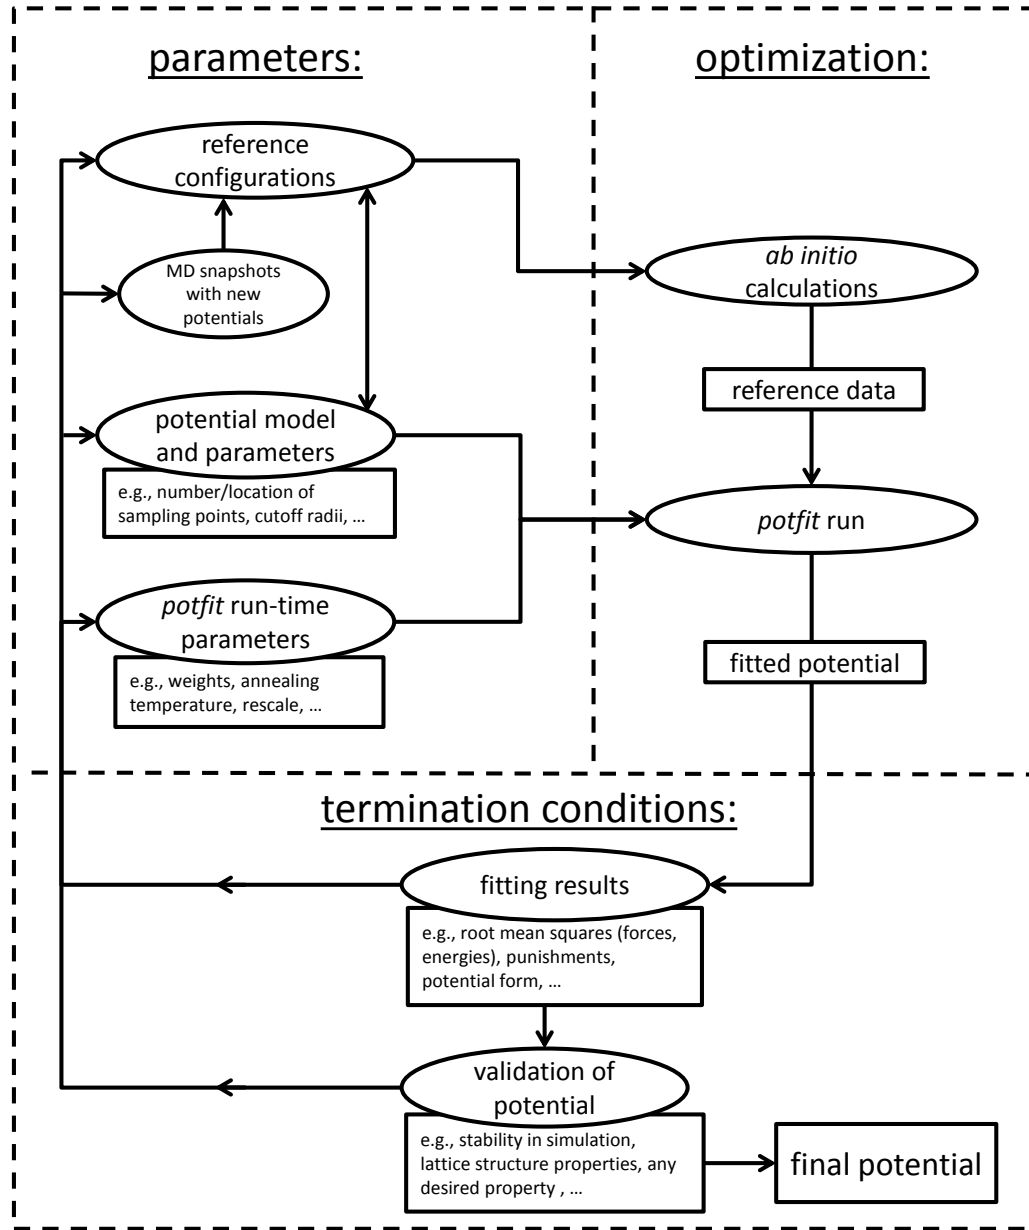 parameters:
reference
configurations
MD snapshots
with new
potentials
potential model
and parameters
e.g., number/location of
sampling points, cutoff radii, ...
potfit run-time
parameters
e.g., weights, annealing
temperature, rescale, ...
optimization:
ab initio
calculations
reference data
potfit run
fitted potential
termination conditions:
fitting results
e.g., root mean squares (forces,
energies), punishments,
potential form, ...
validation of
potential
e.g., stability in simulation,
lattice structure properties, any
desired property , ...
final potential